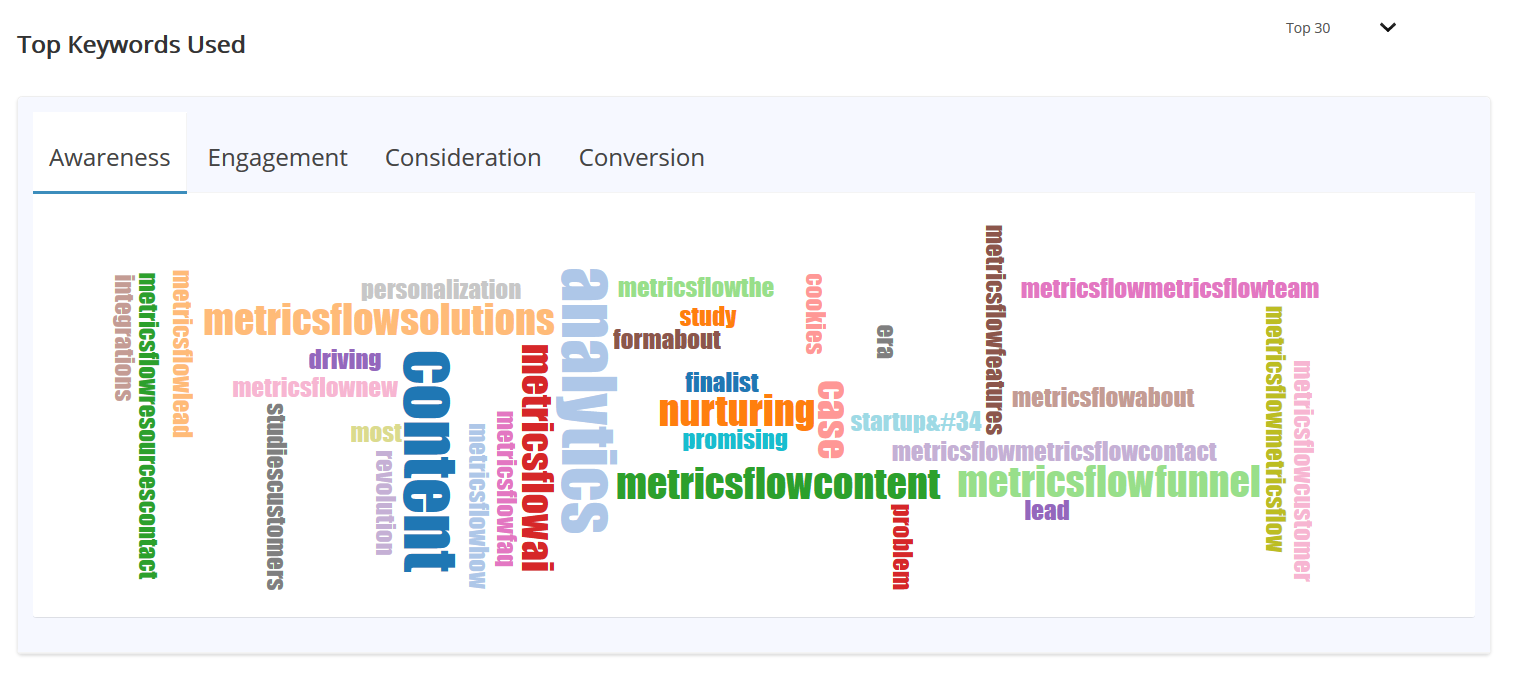 Top 30
Top Keywords Used
Awareness Engagement Consideration Conversion
integrations
metricsflowresourcescontact
metricsflowlead
personalization
metricsflowsolutions
driving
metricsflownew
studiescustomers
most
revolution
content
metricsflowhow
metricsflowfaq
metricsflowai
analytics
metricsflowthe
study
formabout
finalist
nurturing
promising
metricsflowcontent
cookies
case
era
startup&#34
metricsflowmetricsflowcontact
problem
metricsflowfeatures
metricsflowmetricsflowteam
metricsflowabout
metricsflowfunnel
lead
metricsflowmetricsflow
metricsflowcustomer